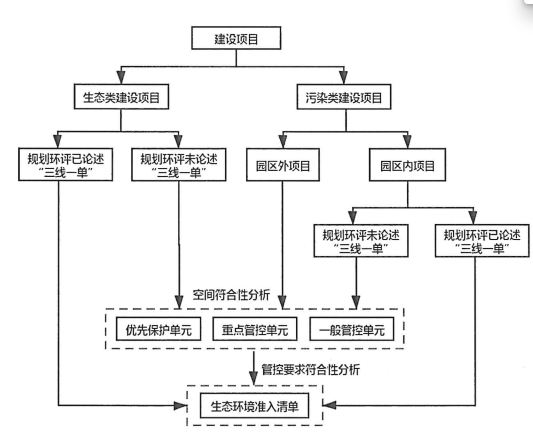 建设项目
生态类建设项目
污染类建设项目
规划环评已论述
“三线一单”
规划环评未论述
“三线一单”
园区外项目
园区内项目
规划环评未论述
“三线一单”
规划环评已论述
“三线一单”
空间符合性分析
优先保护单元
重点管控单元
一般管控单元
管控要求符合性分析
生态环境准入清单